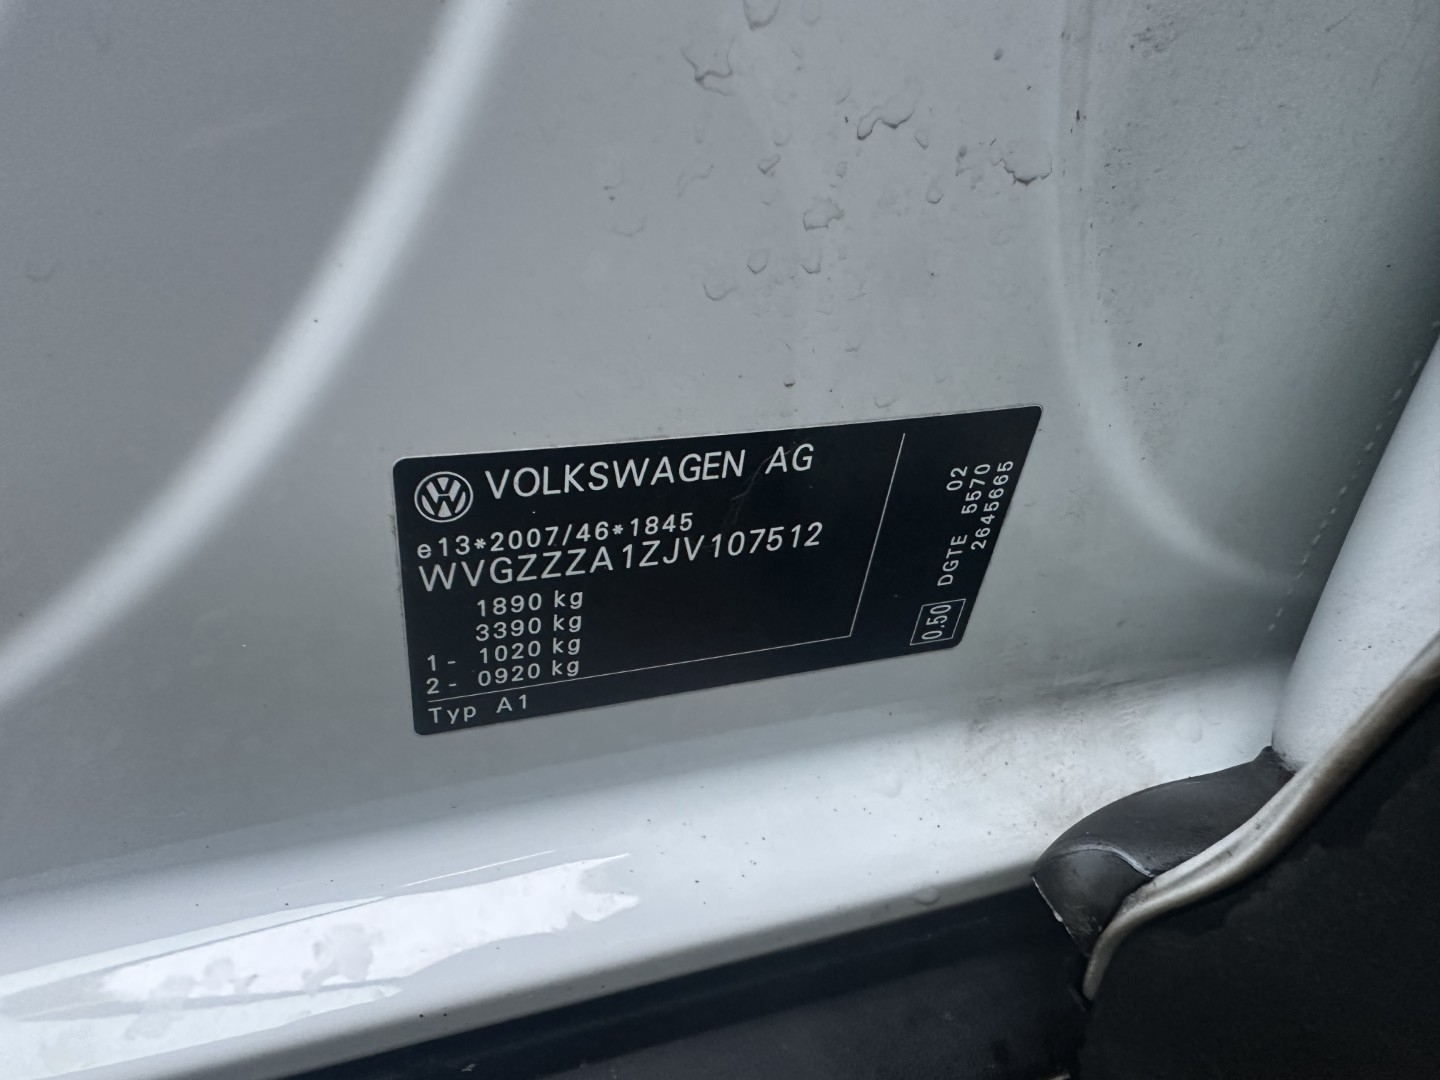 VOLKSWAGEN AG
e13*2007/46*1845
WVGZZZA1ZJV107512
1890 kg
3390 kg
1- 1020 kg
2- 0920 kg
Typ A1
0.50
DGTE 5570
02
2645665